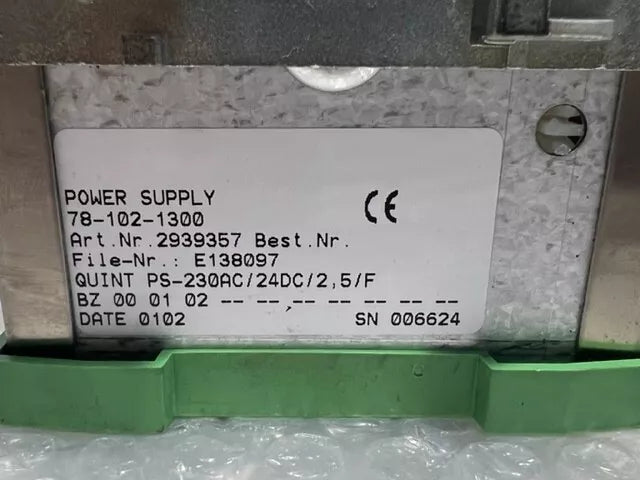 POWER SUPPLY
78-102-1300
CE
Art.Nr.2939357 Best.Nr.
File-Nr.: E138097
QUINT PS-230AC/24DC/2,5/F
BZ 00 01 02 -- -- -- -- -- -- -- --
DATE 0102 SN 006624